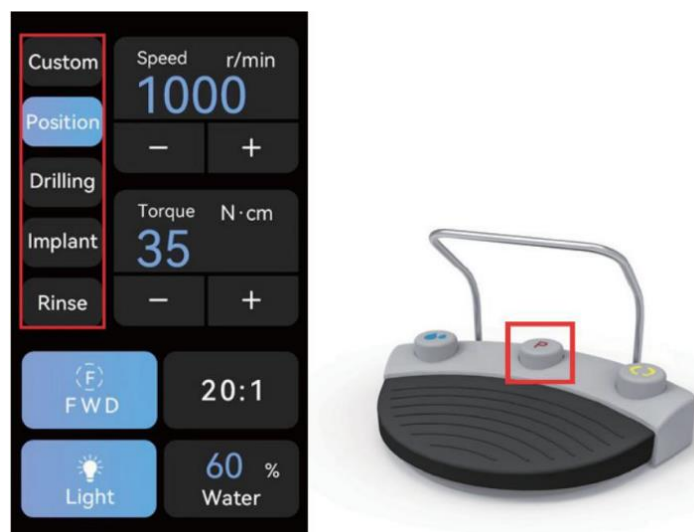 Custom
Position
Drilling
Implant
Rinse
Speed r/min
1000
− +
Torque N·cm
35
− +
(F)
FWD
20:1
Light
60 %
Water
P